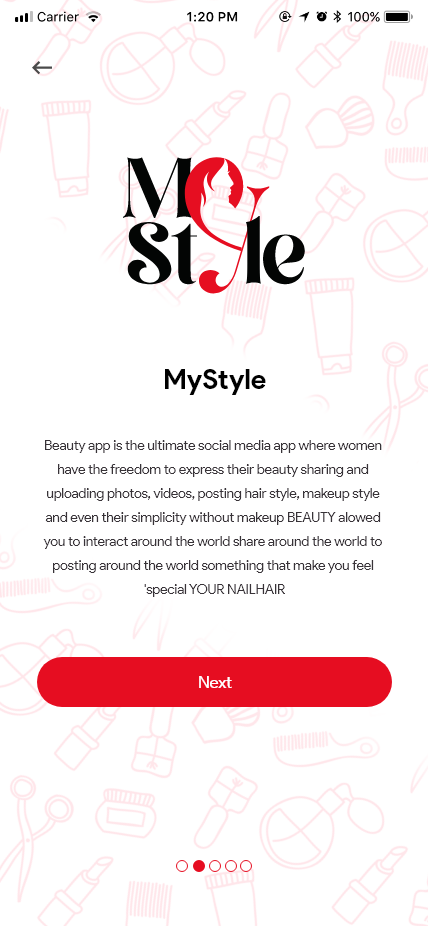 Carrier 1:20 PM 100%
My
Style
MyStyle
Beauty app is the ultimate social media app where women
have the freedom to express their beauty sharing and
uploading photos, videos, posting hair style, makeup style
and even their simplicity without makeup BEAUTY alowed
you to interact around the world share around the world to
posting around the world something that make you feel
'special YOUR NAILHAIR
Next